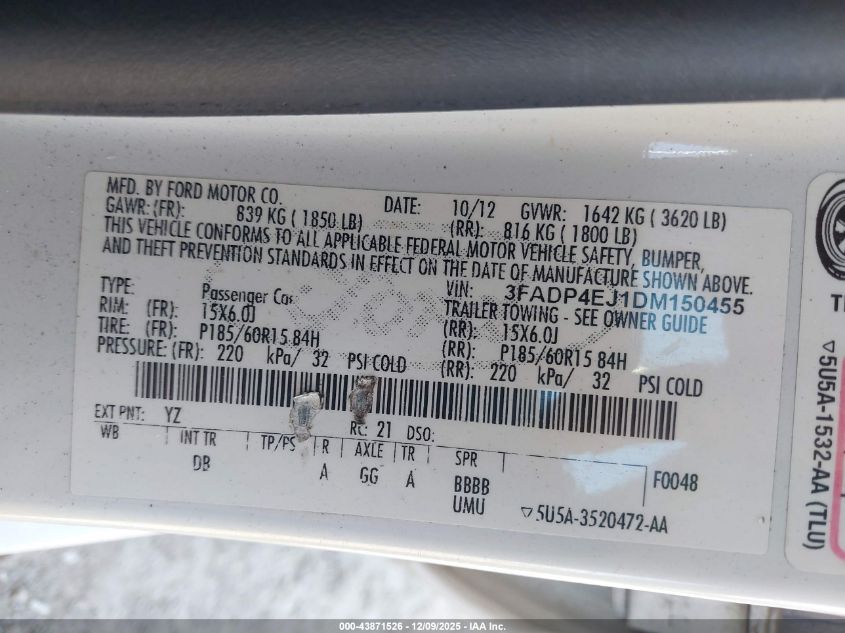 MFD. BY FORD MOTOR CO. DATE: 10/12 GVWR: 1642 KG ( 3620 LB)
GAWR: (FR): 839 KG ( 1850 LB) (RR): 816 KG ( 1800 LB)
THIS VEHICLE CONFORMS TO ALL APPLICABLE FEDERAL MOTOR VEHICLE SAFETY, BUMPER,
AND THEFT PREVENTION STANDARDS IN EFFECT ON THE DATE OF MANUFACTURE SHOWN ABOVE.
VIN: 3FADP4EJ1DM150455
TYPE: Passenger Car TRAILER TOWING - SEE OWNER GUIDE
RIM: (FR): 15X6.0J (RR): 15X6.0J
TIRE: (FR): P185/60R15 84H (RR): P185/60R15 84H
PRESSURE: (FR): 220 kPa/ 32 PSI COLD (RR): 220 kPa/ 32 PSI COLD
EXT PNT: YZ RC: 21 DSO:
WB INT TR TP/PS R AXLE TR SPR
DB A GG A BBBB F0048
UMU ▽5U5A-3520472-AA
▽5U5A-1532-AA (TLU)
000-43871526 - 12/09/2025 - IAA Inc.